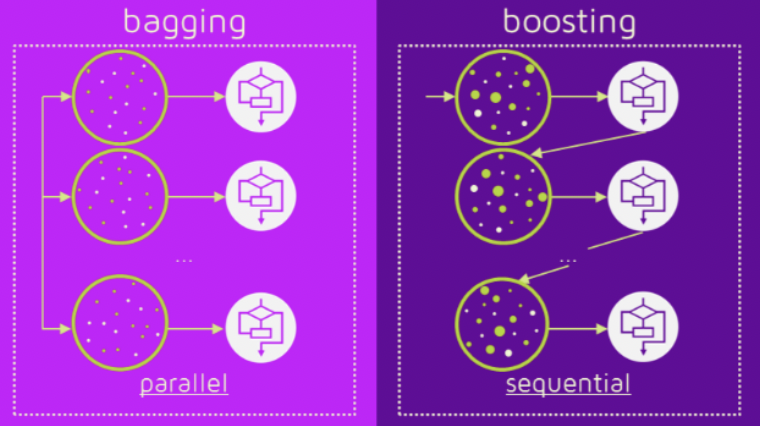 bagging
boosting
...
...
parallel
sequential